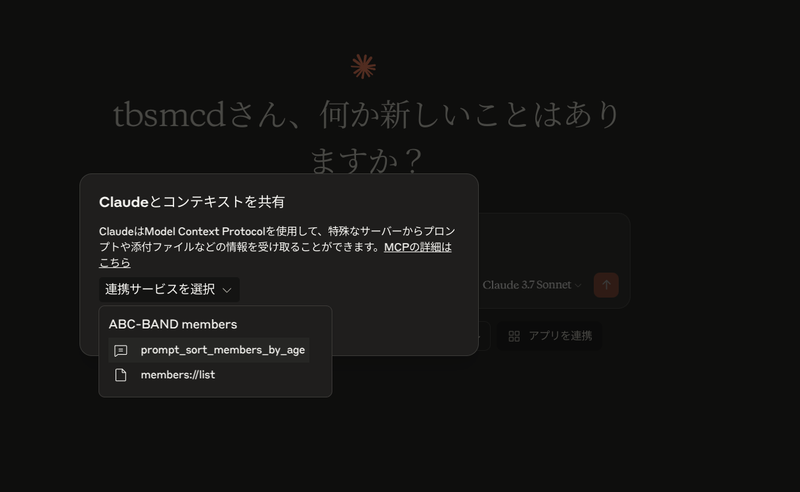 tbsmcdさん、何か新しいことはあり
ますか？
Claudeとコンテキストを共有
ClaudeはModel Context Protocolを使用して、特殊なサーバーからプロン
プトや添付ファイルなどの情報を受け取ることができます。MCPの詳細は
こちら
連携サービスを選択
ABC-BAND members
prompt_sort_members_by_age
members://list
Claude 3.7 Sonnet
アプリを連携